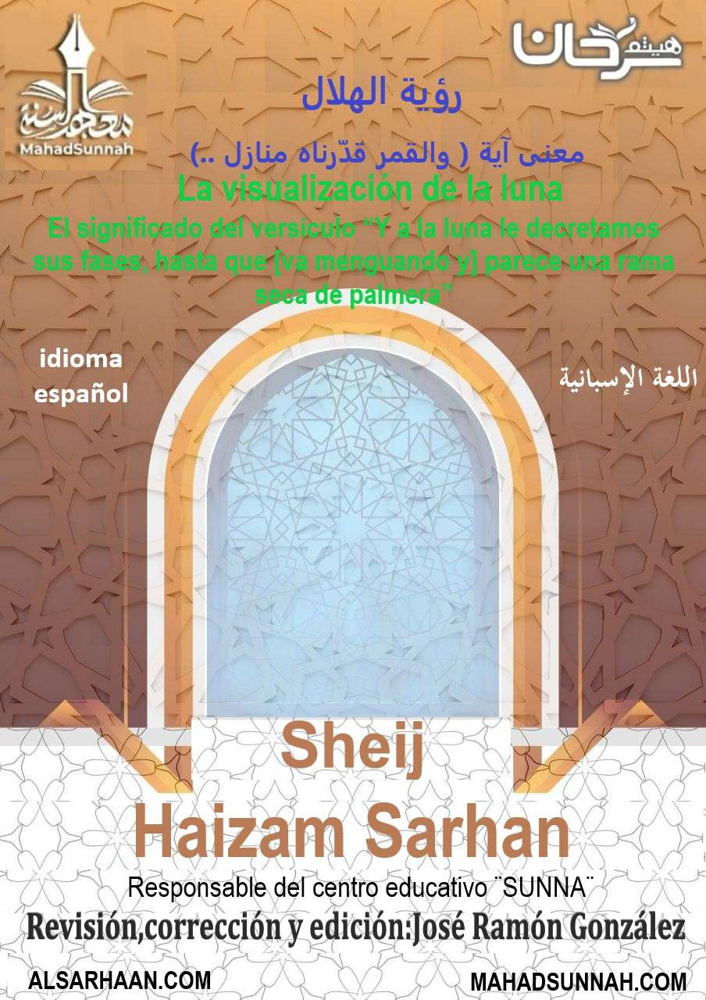 معهد السنة
MahadSunnah
هيثم سرحان
رؤية الهلال
معنى آية ( والقمر قدّرناه منازل ..)
La visualización de la luna
El significado del versículo “Y a la luna le decretamos
sus fases, hasta que [va menguando y] parece una rama
seca de palmera”
idioma
español
اللغة الإسبانية
Sheij
Haizam Sarhan
Responsable del centro educativo ¨SUNNA¨
Revisión,corrección y edición:José Ramón González
ALSARHAAN.COM
MAHADSUNNAH.COM